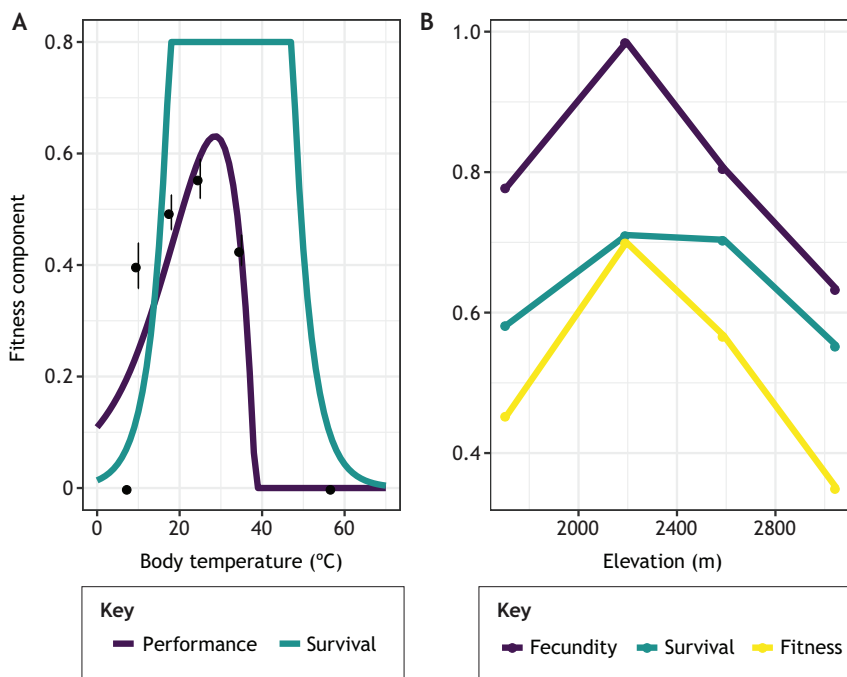 A
Fitness component
0.8
0.6
0.4
0.2
0
0 20 40 60
Body temperature (ºC)
Key
Performance Survival
B
1.0
0.8
0.6
0.4
2000 2400 2800
Elevation (m)
Key
Fecundity Survival Fitness